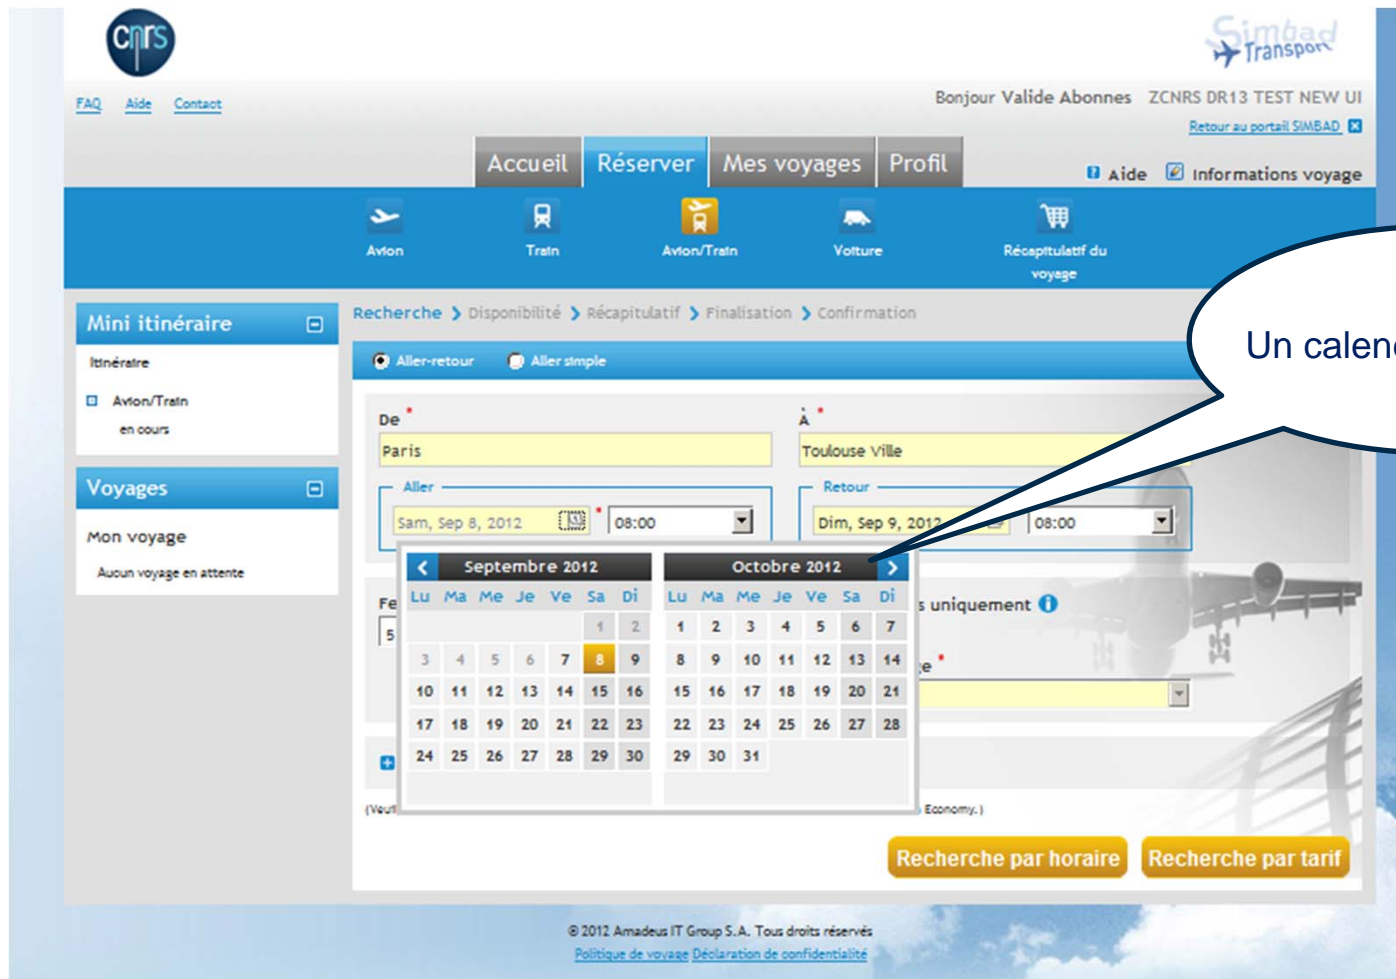 cnrs
Simbad
Transport
FAQ Aide Contact
Bonjour Valide Abonnes ZCNRS DR13 TEST NEW UI
Retour au portail SIMBAD
Accueil Réserver Mes voyages Profil
Aide Informations voyage
Avion Train Avion/Train Voiture Récapitulatif du
voyage
Mini itinéraire
Itinéraire
Avion/Train
en cours
Voyages
Mon voyage
Aucun voyage en attente
Recherche Disponibilité Récapitulatif Finalisation Confirmation
Aller-retour Aller simple
Un calen
De * À *
Paris Toulouse Ville
Aller Retour
Sam, Sep 8, 2012 * 08:00 Dim, Sep 9, 2012 08:00
Septembre 2012 Octobre 2012
Lu Ma Me Je Ve Sa Di Lu Ma Me Je Ve Sa Di
1 2 1 2 3 4 5 6 7
3 4 5 6 7 8 9 8 9 10 11 12 13 14
10 11 12 13 14 15 16 15 16 17 18 19 20 21
17 18 19 20 21 22 23 22 23 24 25 26 27 28
24 25 26 27 28 29 30 29 30 31
Fe s uniquement
5
e *
(Veui Economy.)
Recherche par horaire Recherche par tarif
© 2012 Amadeus IT Group S.A. Tous droits réservés
Politique de voyage Déclaration de confidentialité